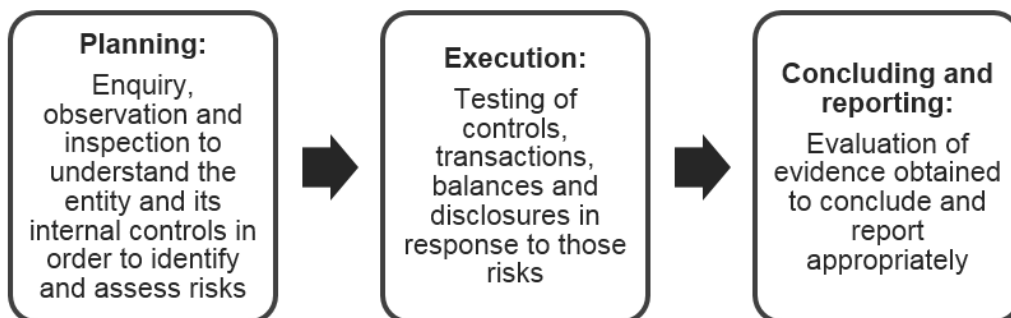 Planning:
Enquiry,
observation and
inspection to
understand the
entity and its
internal controls in
order to identify
and assess risks
Execution:
Testing of
controls,
transactions,
balances and
disclosures in
response to those
risks
Concluding and
reporting:
Evaluation of
evidence obtained
to conclude and
report
appropriately